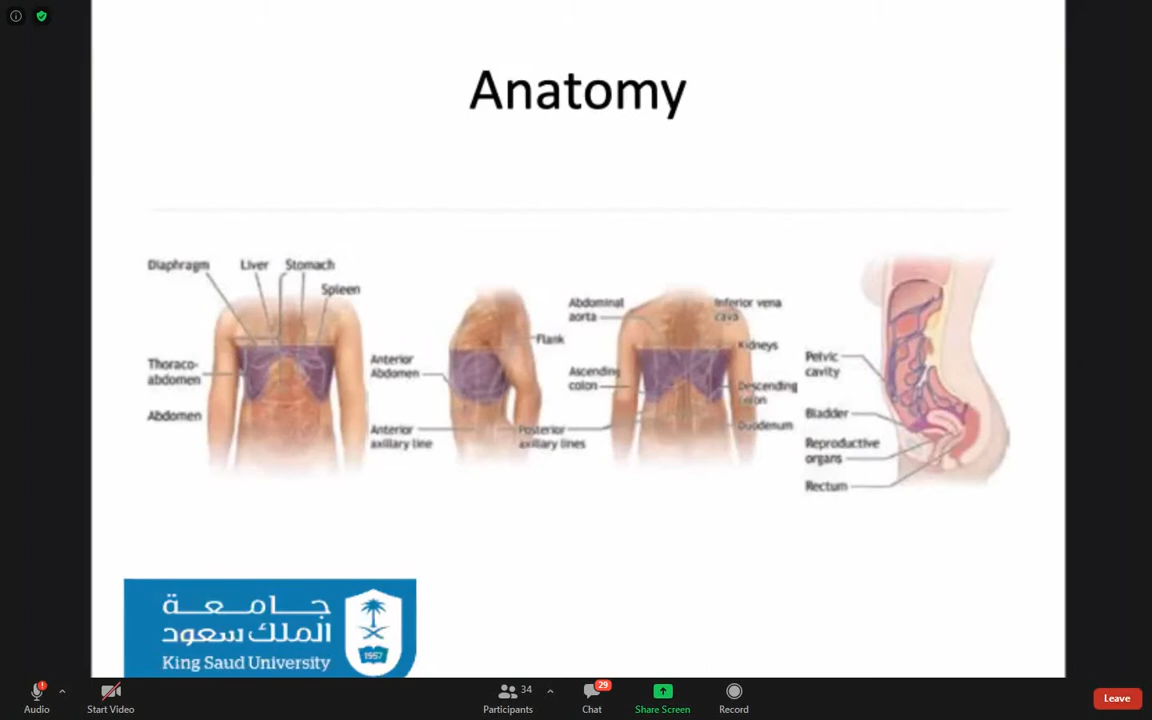 Anatomy
Diaphragm
Liver
Stomach
Spleen
Thoraco-
abdomen
Abdomen
Anterior
Abdomen
Flank
Anterior
axillary line
Posterior
axillary lines
Abdominal
aorta
Inferior vena
cava
Kidneys
Ascending
colon
Descending
colon
Duodenum
Pelvic
cavity
Bladder
Reproductive
organs
Rectum
جامعة
الملك سعود
King Saud University
1957
Audio
Start Video
34
Participants
29
Chat
Share Screen
Record
Leave